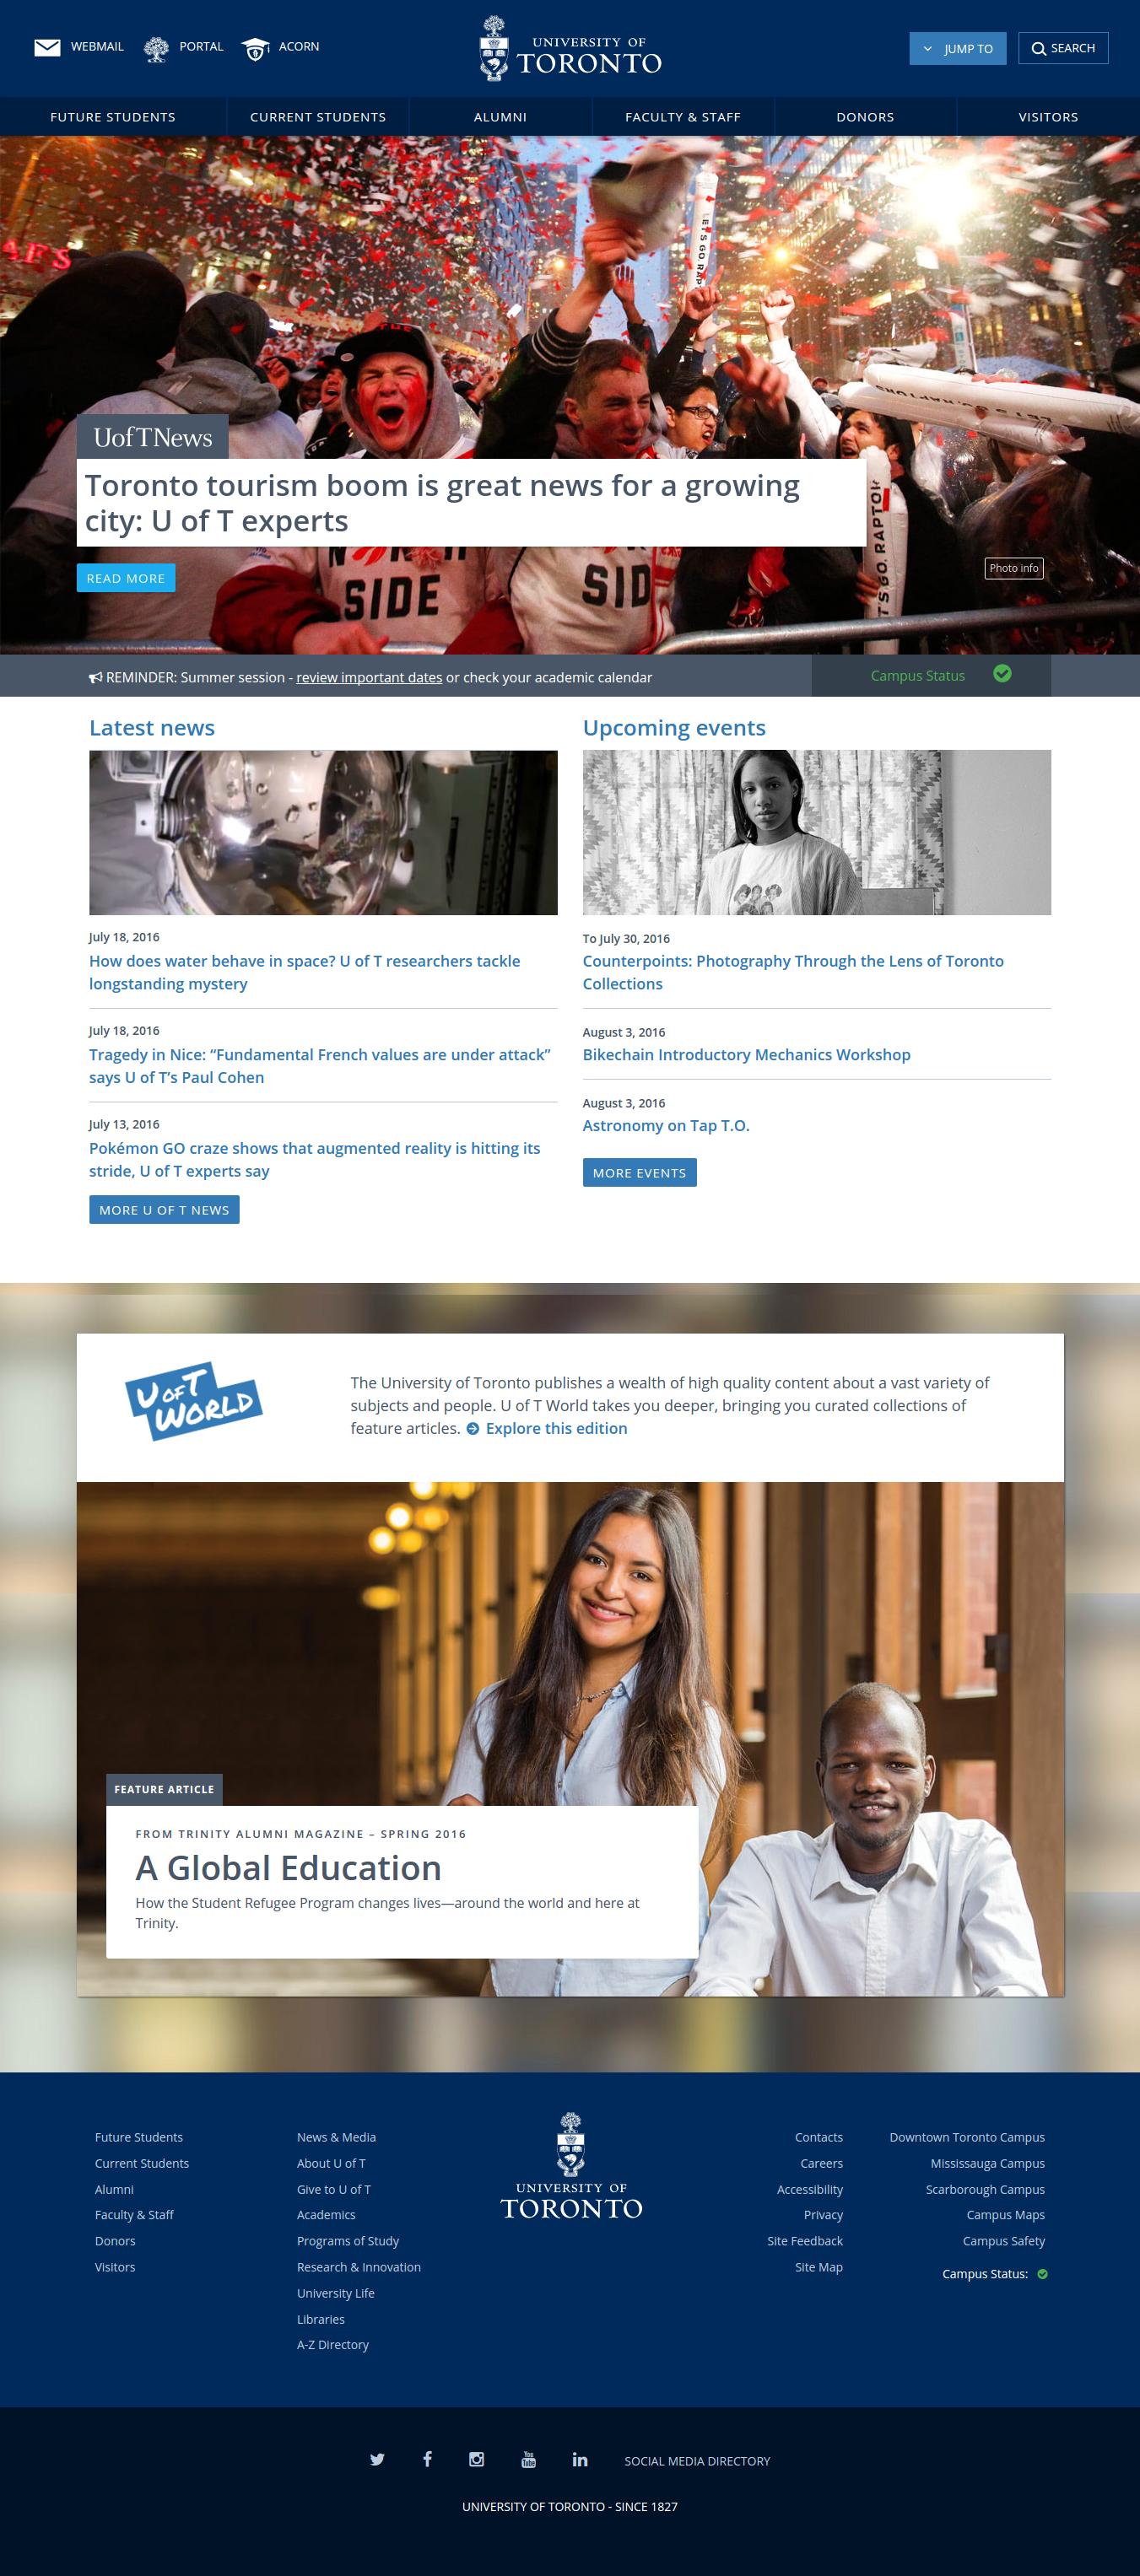 WEBMAIL
PORTAL
ACORN
UNIVERSITY OF
TORONTO
JUMP TO
SEARCH
FUTURE STUDENTS
CURRENT STUDENTS
ALUMNI
FACULTY & STAFF
DONORS
VISITORS
LET'S GO RAP
UofTNews
Toronto tourism boom is great news for a growing
city: U of T experts
READ MORE
SIDE
SID
T'S GO RAPTOR
Photo info
REMINDER: Summer session - review important dates or check your academic calendar
Campus Status
Latest news
July 18, 2016
How does water behave in space? U of T researchers tackle
longstanding mystery
July 18, 2016
Tragedy in Nice: “Fundamental French values are under attack”
says U of T’s Paul Cohen
July 13, 2016
Pokémon GO craze shows that augmented reality is hitting its
stride, U of T experts say
MORE U OF T NEWS
Upcoming events
To July 30, 2016
Counterpoints: Photography Through the Lens of Toronto
Collections
August 3, 2016
Bikechain Introductory Mechanics Workshop
August 3, 2016
Astronomy on Tap T.O.
MORE EVENTS
U OF T
WORLD
The University of Toronto publishes a wealth of high quality content about a vast variety of
subjects and people. U of T World takes you deeper, bringing you curated collections of
feature articles. Explore this edition
FEATURE ARTICLE
FROM TRINITY ALUMNI MAGAZINE – SPRING 2016
A Global Education
How the Student Refugee Program changes lives—around the world and here at
Trinity.
Future Students
Current Students
Alumni
Faculty & Staff
Donors
Visitors
News & Media
About U of T
Give to U of T
Academics
Programs of Study
Research & Innovation
University Life
Libraries
A-Z Directory
UNIVERSITY OF
TORONTO
Contacts
Careers
Accessibility
Privacy
Site Feedback
Site Map
Downtown Toronto Campus
Mississauga Campus
Scarborough Campus
Campus Maps
Campus Safety
Campus Status:
You
Tube
SOCIAL MEDIA DIRECTORY
UNIVERSITY OF TORONTO - SINCE 1827